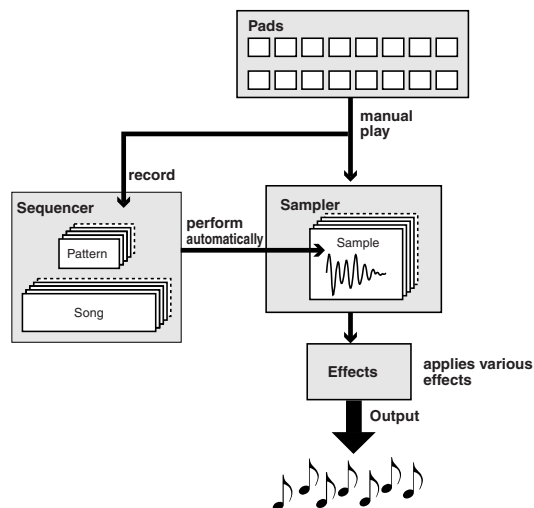 Pads
manual
play
record
Sequencer
Pattern
Song
perform
automatically
Sampler
Sample
Effects
applies various
effects
Output